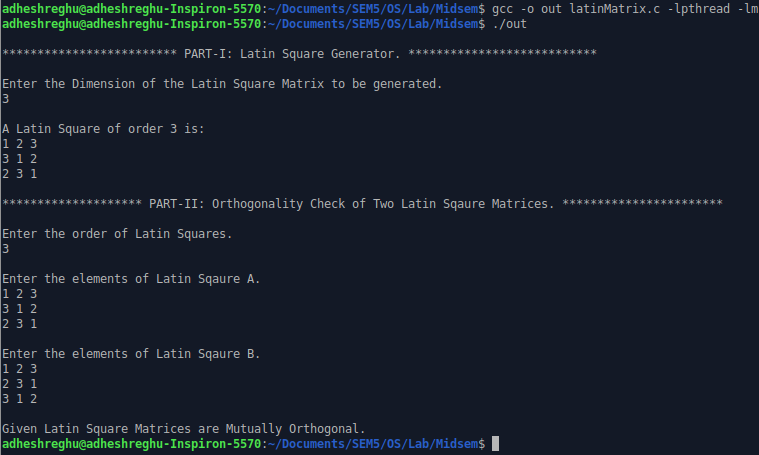 adheshreghu@adheshreghu-Inspiron-5570:~/Documents/SEM5/OS/Lab/Midsem$ gcc -o out latinMatrix.c -lpthread -lm
adheshreghu@adheshreghu-Inspiron-5570:~/Documents/SEM5/OS/Lab/Midsem$ ./out
************************* PART-I: Latin Square Generator. ***************************
Enter the Dimension of the Latin Square Matrix to be generated.
3
A Latin Square of order 3 is:
1 2 3
3 1 2
2 3 1
******************** PART-II: Orthogonality Check of Two Latin Sqaure Matrices. ***********************
Enter the order of Latin Squares.
3
Enter the elements of Latin Sqaure A.
1 2 3
3 1 2
2 3 1
Enter the elements of Latin Sqaure B.
1 2 3
2 3 1
3 1 2
Given Latin Square Matrices are Mutually Orthogonal.
adheshreghu@adheshreghu-Inspiron-5570:~/Documents/SEM5/OS/Lab/Midsem$